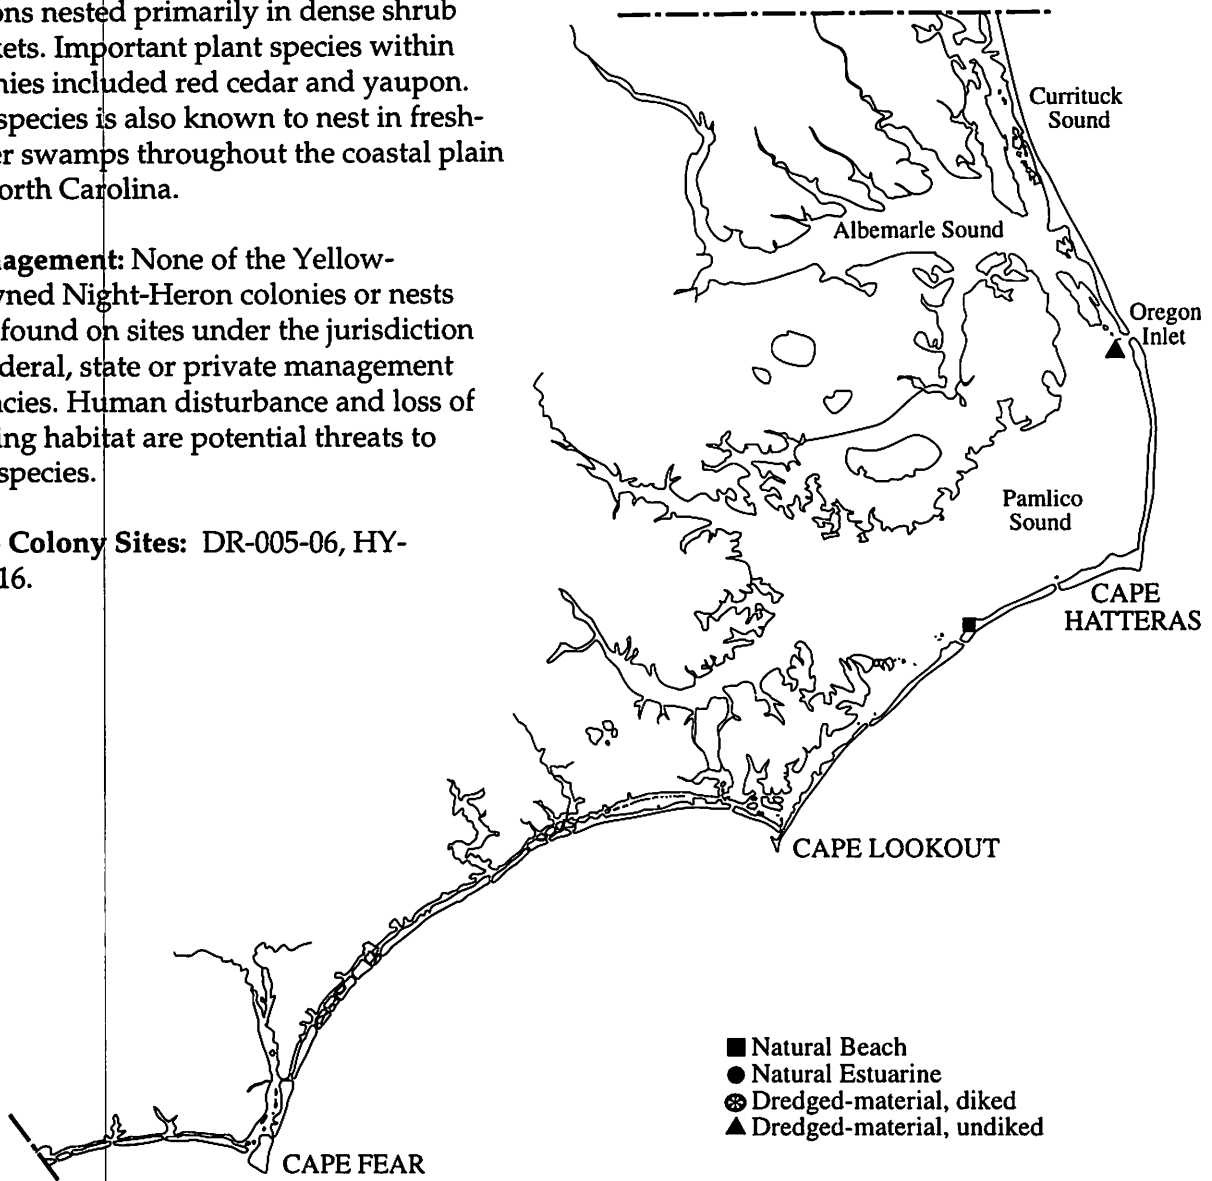 ons nested primarily in dense shrub
kets. Important plant species within
nies included red cedar and yaupon.
species is also known to nest in fresh-
er swamps throughout the coastal plain
orth Carolina.
agement: None of the Yellow-
vned Night-Heron colonies or nests
found on sites under the jurisdiction
deral, state or private management
ncies. Human disturbance and loss of
ing habitat are potential threats to
species.
Colony Sites: DR-005-06, HY-
16.
Currituck
Sound
Albemarle Sound
Oregon
Inlet
Pamlico
Sound
CAPE
HATTERAS
CAPE LOOKOUT
CAPE FEAR
Natural Beach
Natural Estuarine
Dredged-material, diked
Dredged-material, undiked